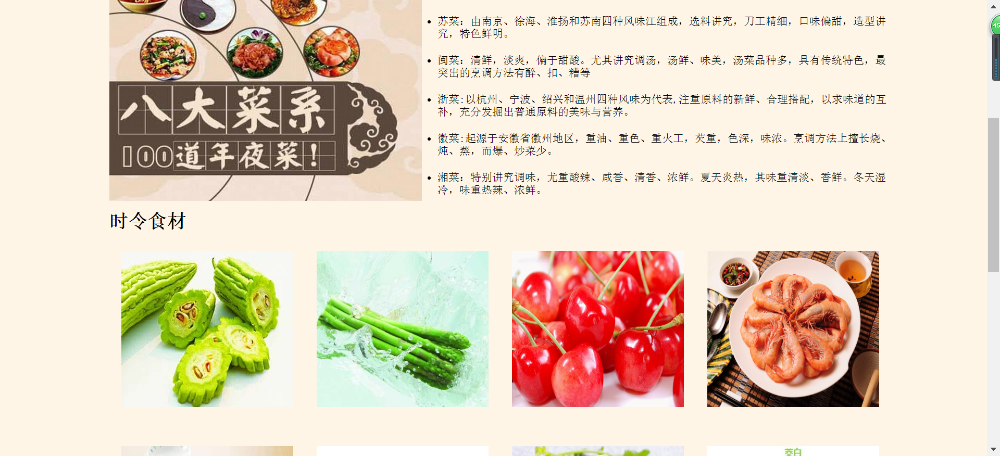 八大菜系
100道年夜菜！
苏菜：由南京、徐海、淮扬和苏南四种风味江组成，选料讲究，刀工精细，口味偏甜，造型讲
究，特色鲜明。
闽菜：清鲜，淡爽，偏于甜酸。尤其讲究调汤，汤鲜、味美，汤菜品种多，具有传统特色，最
突出的烹调方法有醉、扣、糟等
浙菜:以杭州、宁波、绍兴和温州四种风味为代表,注重原料的新鲜、合理搭配，以求味道的互
补，充分发掘出普通原料的美味与营养。
徽菜:起源于安徽省徽州地区，重油、重色、重火工，芡重，色深，味浓。烹调方法上擅长烧、
炖、蒸，而爆、炒菜少。
湘菜：特别讲究调味，尤重酸辣、咸香、清香、浓鲜。夏天炎热，其味重清淡、香鲜。冬天湿
冷，味重热辣、浓鲜。
时令食材
茭白
45